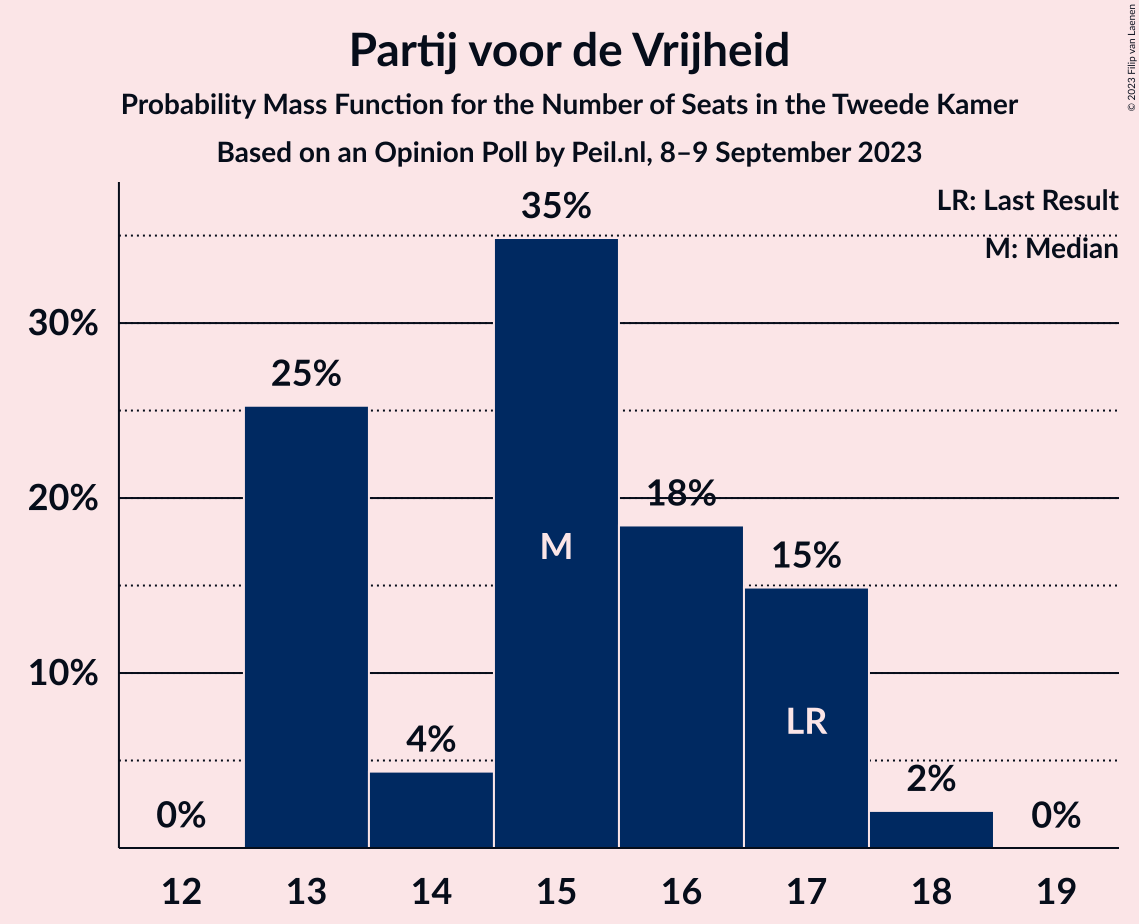 Partij voor de Vrijheid
Probability Mass Function for the Number of Seats in the Tweede Kamer
Based on an Opinion Poll by Peil.nl, 8–9 September 2023
© 2023 Filip van Laenen
LR: Last Result
M: Median
35%
30%
25%
20%
18%
15%
M
10%
LR
4%
2%
0%
0%
12 13 14 15 16 17 18 19